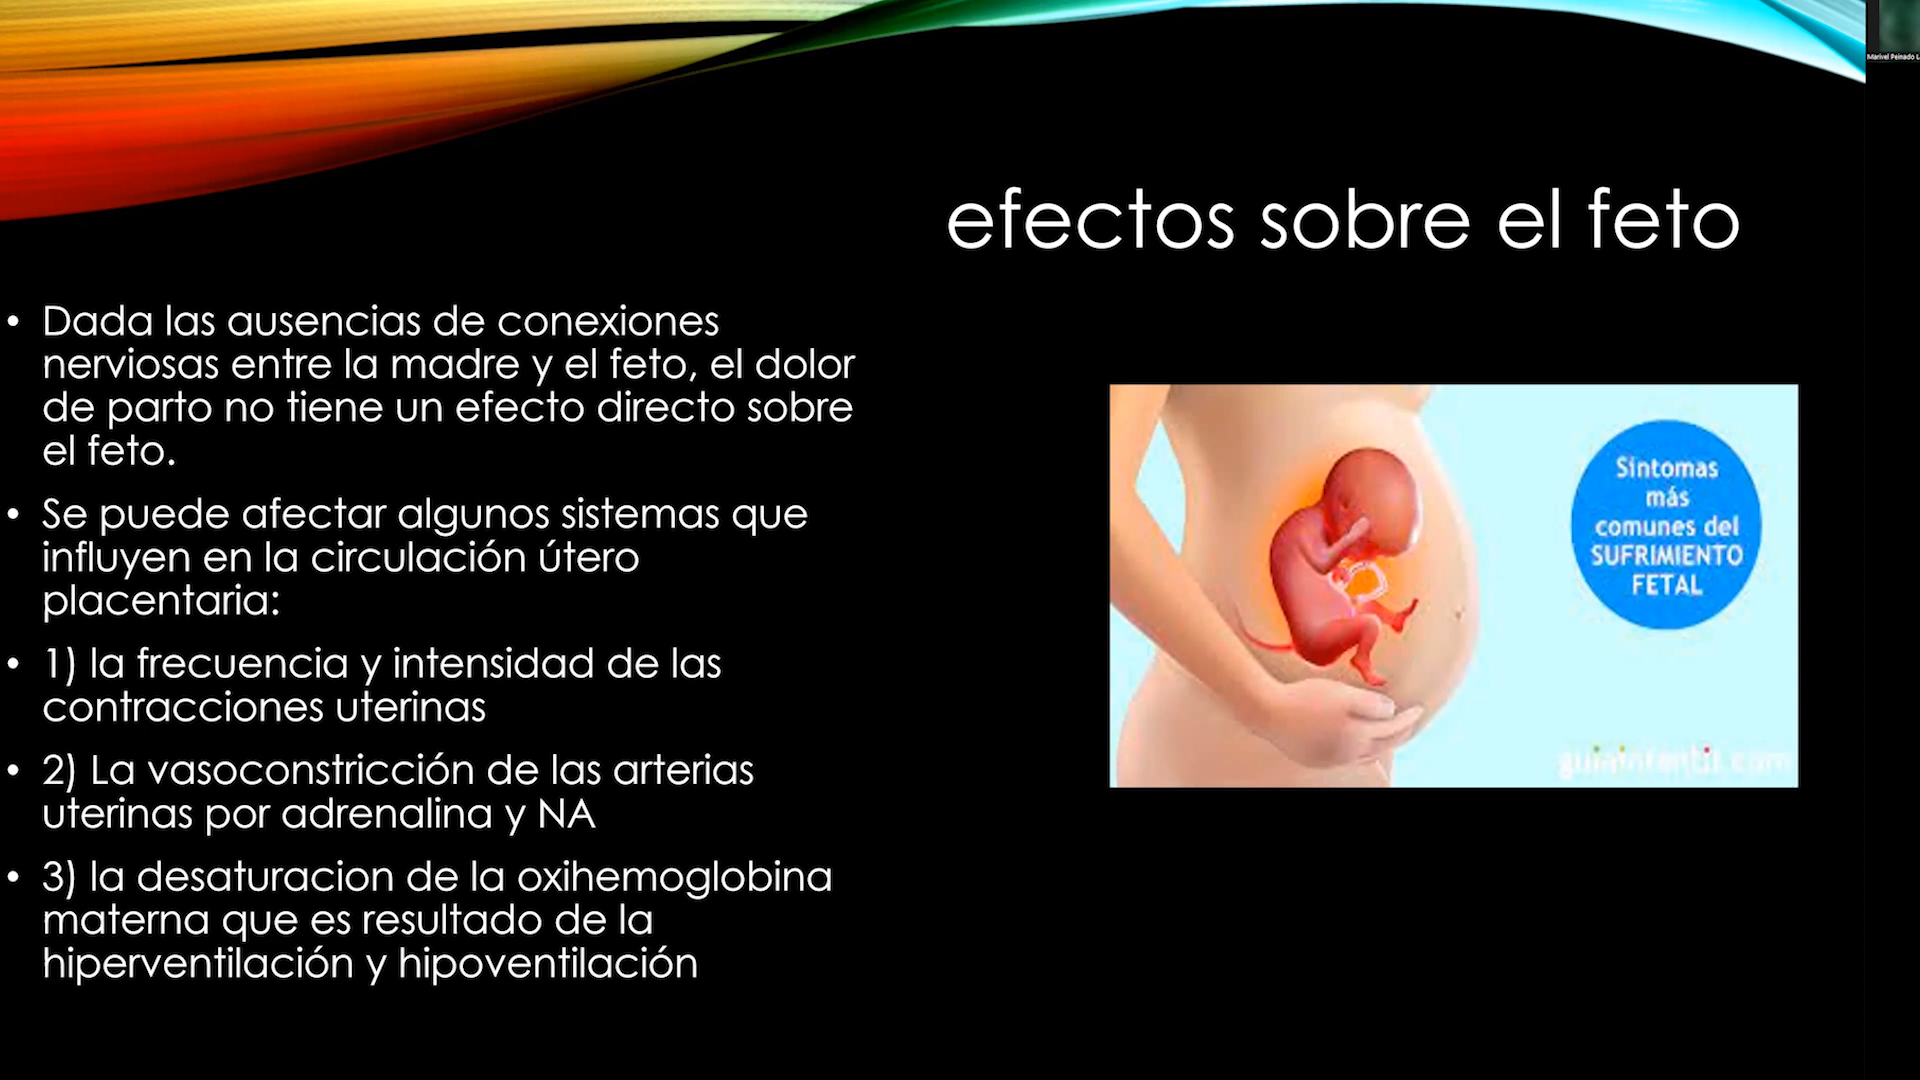 efectos sobre el feto
• Dada las ausencias de conexiones
nerviosas entre la madre y el feto, el dolor
de parto no tiene un efecto directo sobre
el feto.
• Se puede afectar algunos sistemas que
influyen en la circulación útero
placentaria:
• 1) la frecuencia y intensidad de las
contracciones uterinas
• 2) La vasoconstricción de las arterias
uterinas por adrenalina y NA
• 3) la desaturacion de la oxihemoglobina
materna que es resultado de la
hiperventilación y hipoventilación
Síntomas
más
comunes del
SUFRIMIENTO
FETAL
guiainfantil.com
Marivel Peinado L